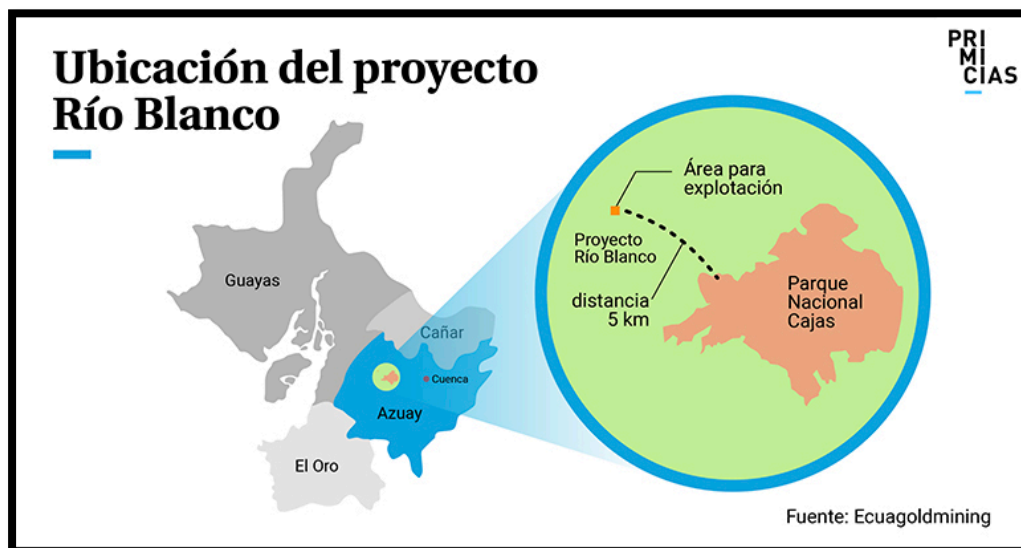 Ubicación del proyecto
Río Blanco
PRI
MI
CIAS
Guayas
Cañar
Cuenca
Azuay
El Oro
Área para
explotación
Proyecto
Río Blanco
distancia
5 km
Parque
Nacional
Cajas
Fuente: Ecuagoldmining